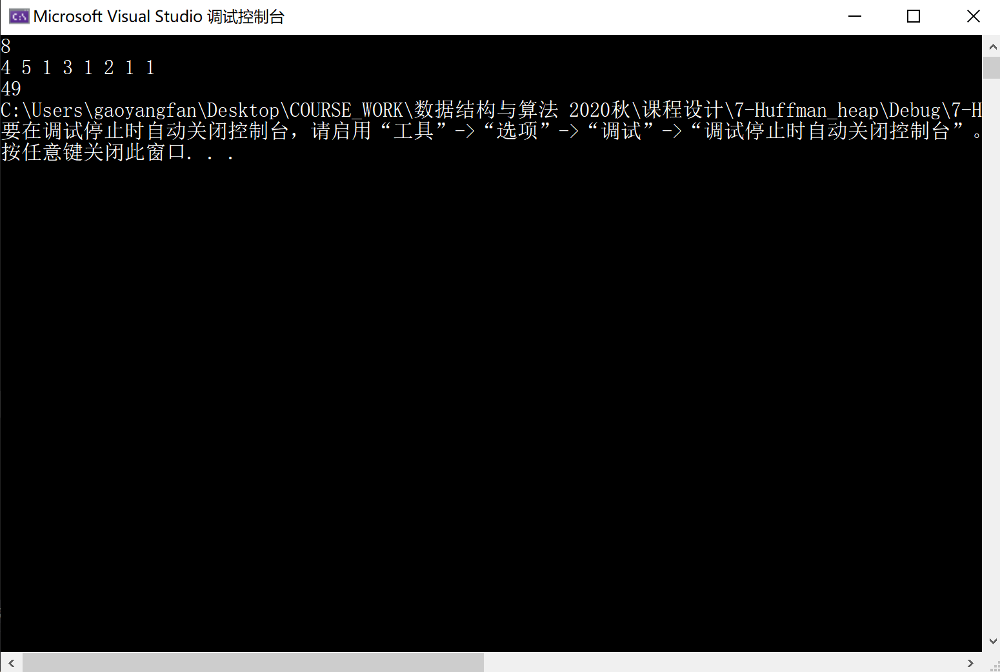 Microsoft Visual Studio 调试控制台
8
4 5 1 3 1 2 1 1
49
C:\Users\gaoyangfan\Desktop\COURSE_WORK\数据结构与算法 2020秋\课程设计\7-Huffman_heap\Debug\7-H
要在调试停止时自动关闭控制台，请启用“工具”->“选项”->“调试”->“调试停止时自动关闭控制台”。
按任意键关闭此窗口. . .